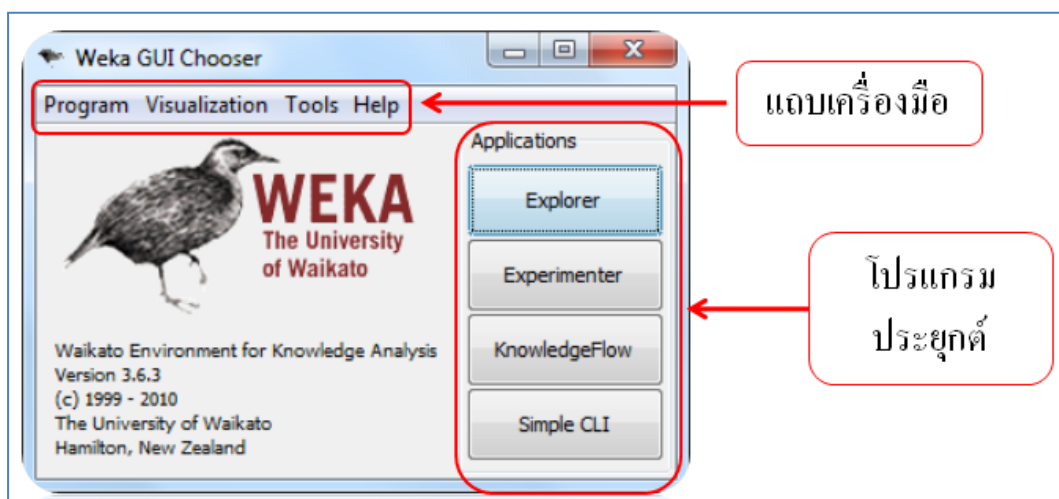 Weka GUI Chooser
Program Visualization Tools Help
แถบเครื่องมือ
Applications
WEKA
The University
of Waikato
Explorer
Experimenter
KnowledgeFlow
Simple CLI
โปรแกรม
ประยุกต์
Waikato Environment for Knowledge Analysis
Version 3.6.3
(c) 1999 - 2010
The University of Waikato
Hamilton, New Zealand